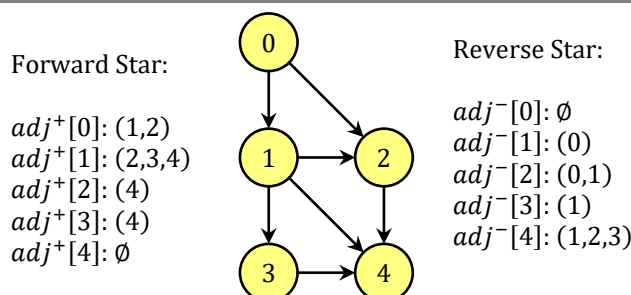 Forward Star:
adj⁺[0]: (1,2)
adj⁺[1]: (2,3,4)
adj⁺[2]: (4)
adj⁺[3]: (4)
adj⁺[4]: ∅
0
1
2
3
4
Reverse Star:
adj⁻[0]: ∅
adj⁻[1]: (0)
adj⁻[2]: (0,1)
adj⁻[3]: (1)
adj⁻[4]: (1,2,3)